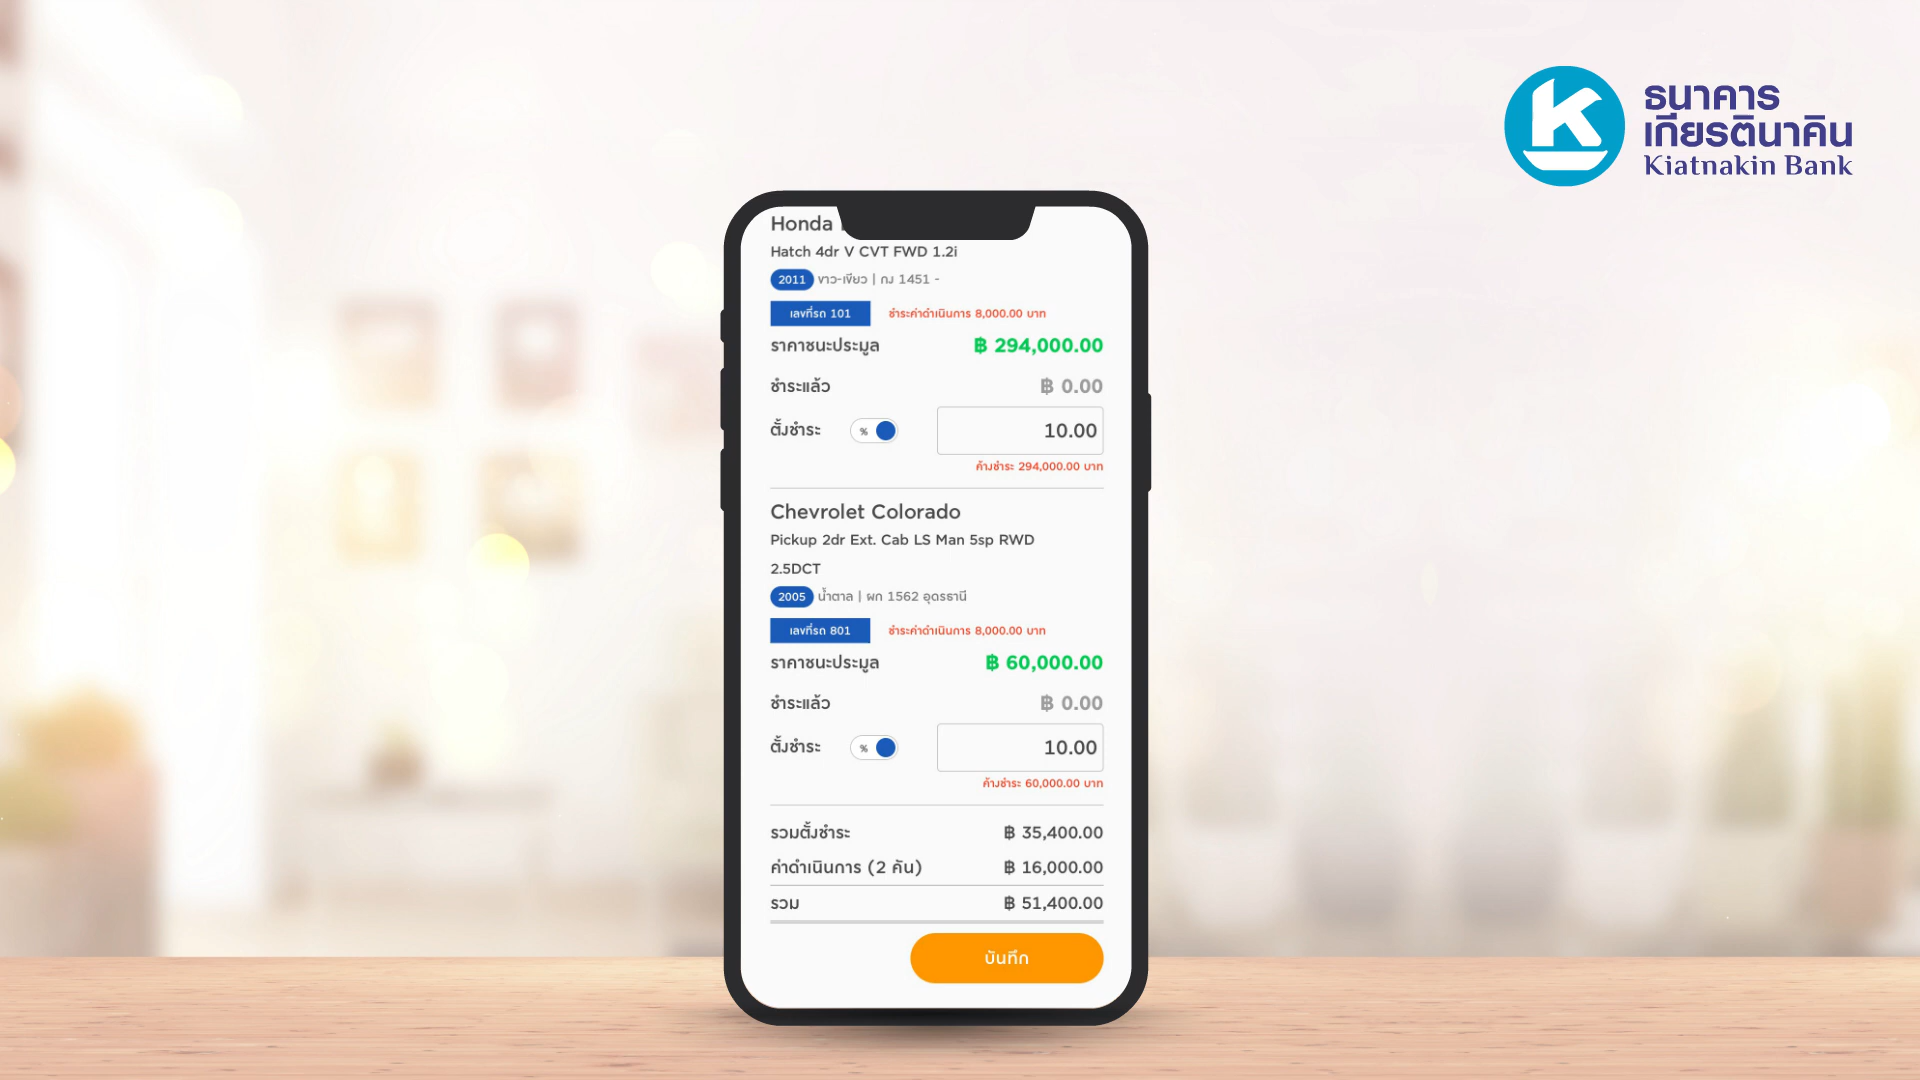 ธนาคาร
เกียรตินาคิน
Kiatnakin Bank
Honda
Hatch 4dr V CVT FWD 1.2i
2011 ขาว-เขียว | ฌง 1451 -
เลขที่รถ 101 ชำระค่าดำเนินการ 8,000.00 บาท
ราคาชนะประมูล ฿ 294,000.00
ชำระแล้ว ฿ 0.00
ตั้งชำระ % 10.00
ค้างชำระ 294,000.00 บาท
Chevrolet Colorado
Pickup 2dr Ext. Cab LS Man 5sp RWD
2.5DCT
2005 น้ำตาล | ผก 1562 อุดรธานี
เลขที่รถ 801 ชำระค่าดำเนินการ 8,000.00 บาท
ราคาชนะประมูล ฿ 60,000.00
ชำระแล้ว ฿ 0.00
ตั้งชำระ % 10.00
ค้างชำระ 60,000.00 บาท
รวมตั้งชำระ ฿ 35,400.00
ค่าดำเนินการ (2 คัน) ฿ 16,000.00
รวม ฿ 51,400.00
บันทึก